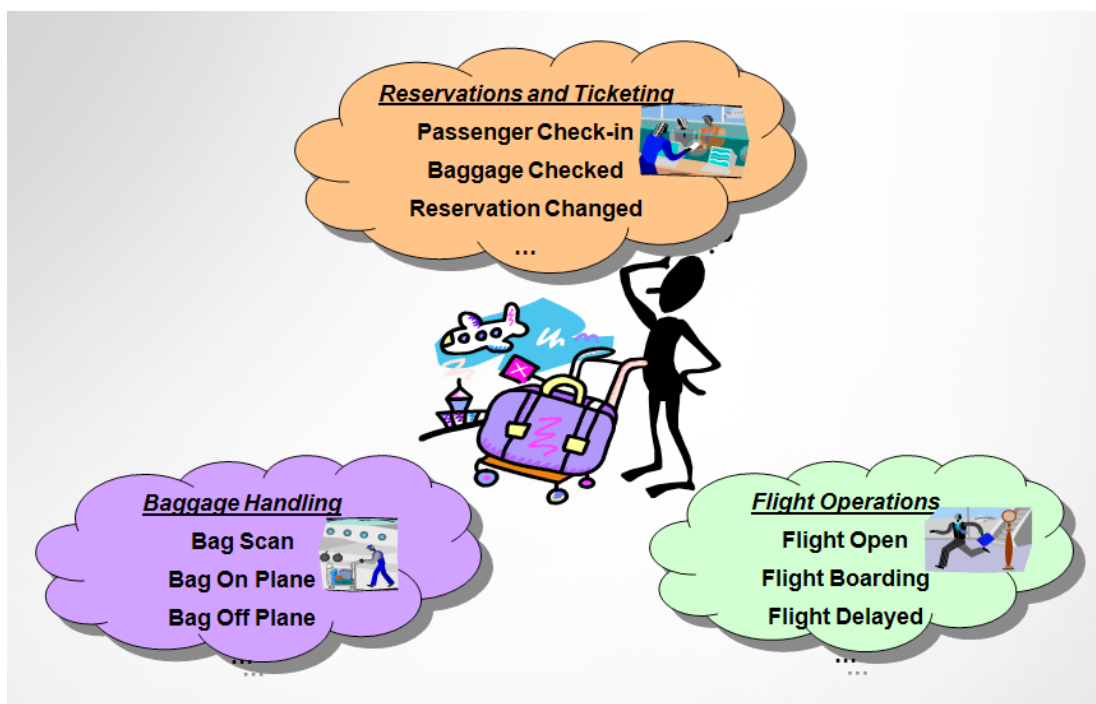 Reservations and Ticketing
Passenger Check-in
Baggage Checked
Reservation Changed
...
Baggage Handling
Bag Scan
Bag On Plane
Bag Off Plane
...
...
Flight Operations
Flight Open
Flight Boarding
Flight Delayed
...
...